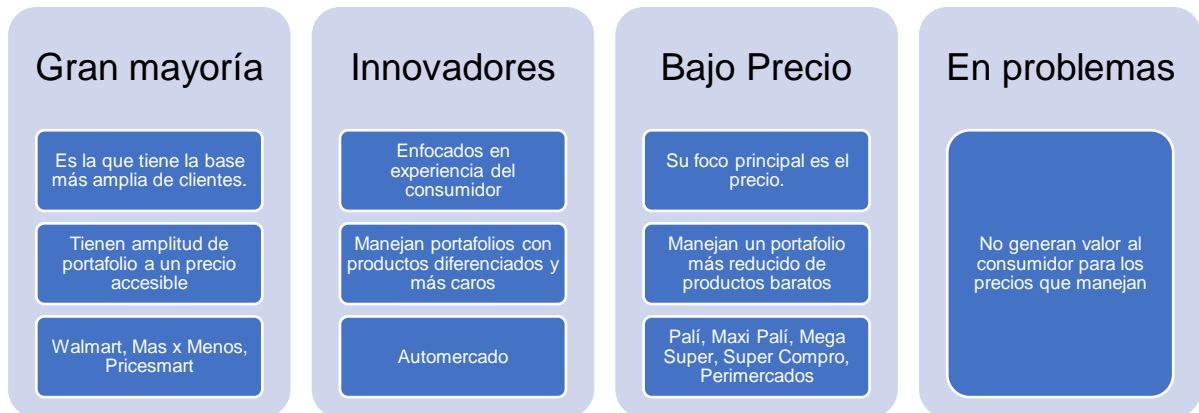 Gran mayoría
Es la que tiene la base
más amplia de clientes.
Tienen amplitud de
portafolio a un precio
accesible
Walmart, Mas x Menos,
Pricesmart
Innovadores
Enfocados en
experiencia del
consumidor
Manejan portafolios con
productos diferenciados y
más caros
Automercado
Bajo Precio
Su foco principal es el
precio.
Manejan un portafolio
más reducido de
productos baratos
Palí, Maxi Palí, Mega
Super, Super Compro,
Perimercados
En problemas
No generan valor al
consumidor para los
precios que manejan